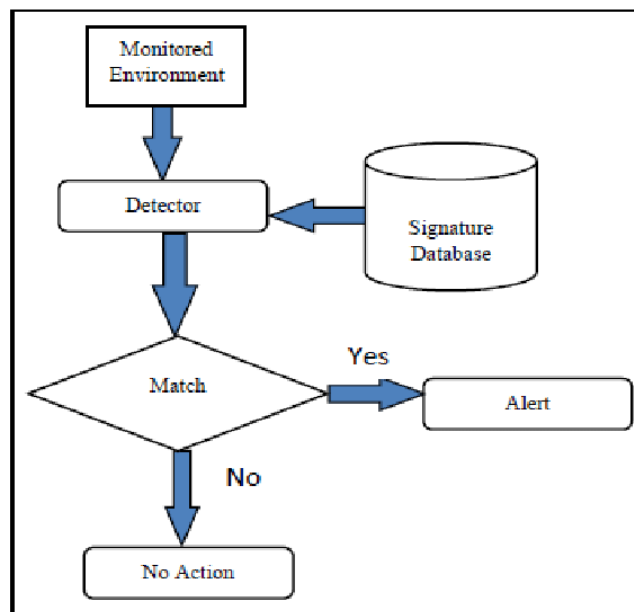 Monitored
Environment
Detector
Signature
Database
Match
Yes
Alert
No
No Action